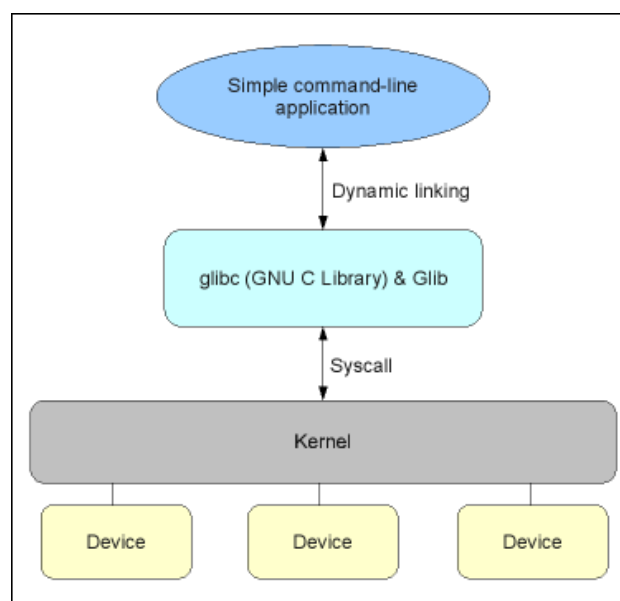 Simple command-line
application
Dynamic linking
glibc (GNU C Library) & Glib
Syscall
Kernel
Device
Device
Device